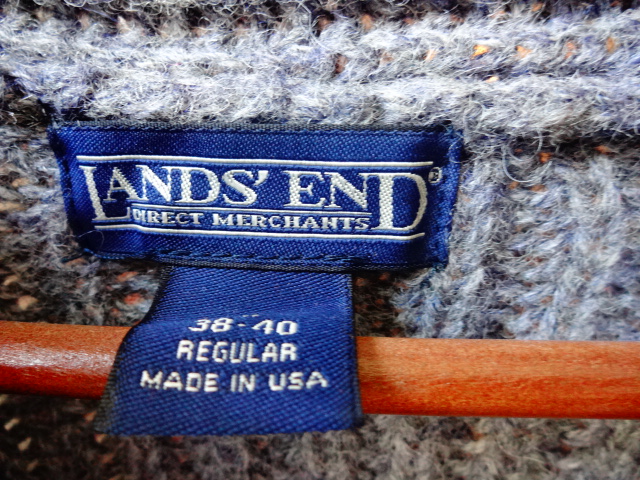 LANDS' END®
DIRECT MERCHANTS
38-40
REGULAR
MADE IN USA